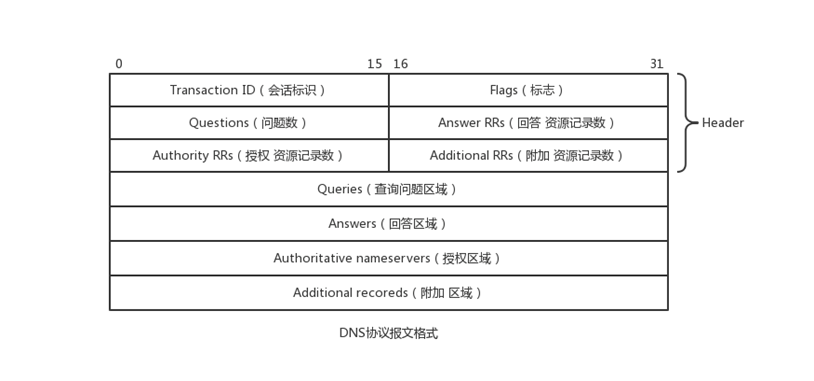 0 15 16 31
Transaction ID（会话标识） Flags（标志）
Questions（问题数） Answer RRs（回答 资源记录数） Header
Authority RRs（授权 资源记录数） Additional RRs（附加 资源记录数）
Queries（查询问题区域）
Answers（回答区域）
Authoritative nameservers（授权区域）
Additional recoreds（附加 区域）
DNS协议报文格式